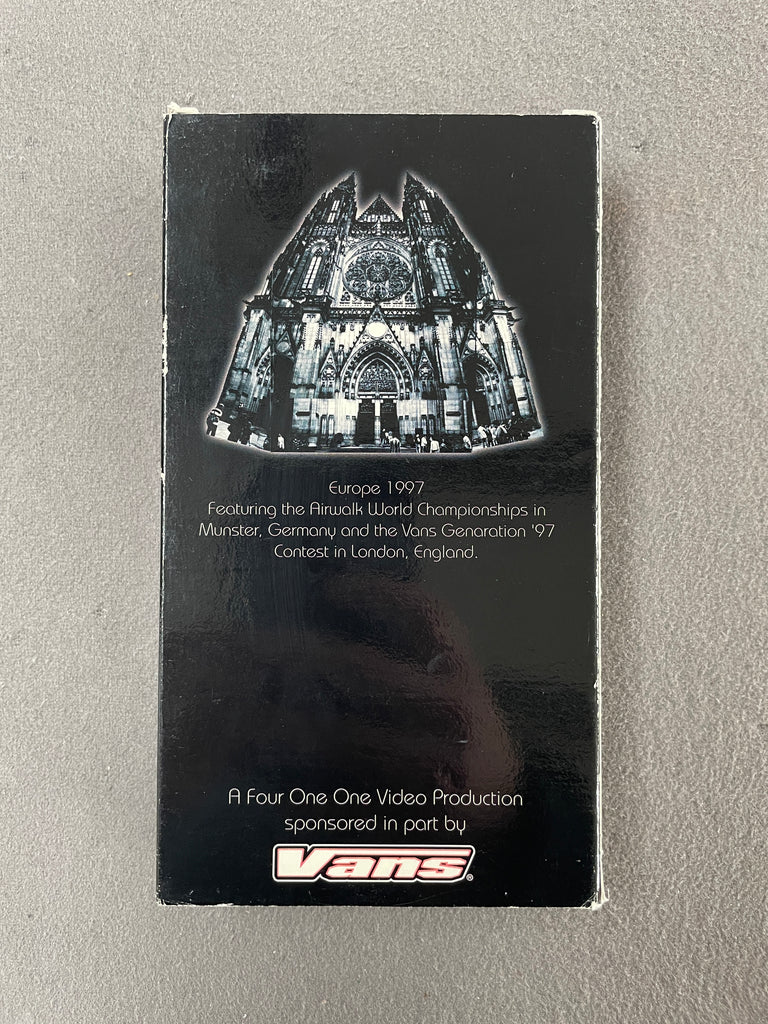 Europe 1997
Featuring the Airwalk World Championships in
Munster, Germany and the Vans Genaration '97
Contest in London, England.
A Four One One Video Production
sponsored in part by
Vans®